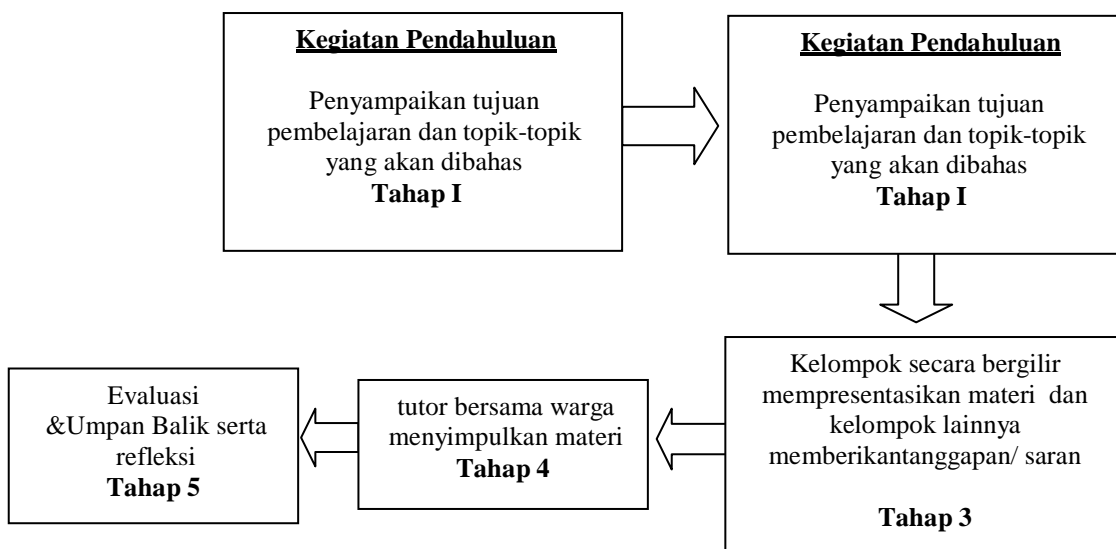 Kegiatan Pendahuluan
Penyampaikan tujuan
pembelajaran dan topik-topik
yang akan dibahas
Tahap I
Kegiatan Pendahuluan
Penyampaikan tujuan
pembelajaran dan topik-topik
yang akan dibahas
Tahap I
Kelompok secara bergilir
mempresentasikan materi dan
kelompok lainnya
memberikantanggapan/ saran
Tahap 3
tutor bersama warga
menyimpulkan materi
Tahap 4
Evaluasi
&Umpan Balik serta
refleksi
Tahap 5